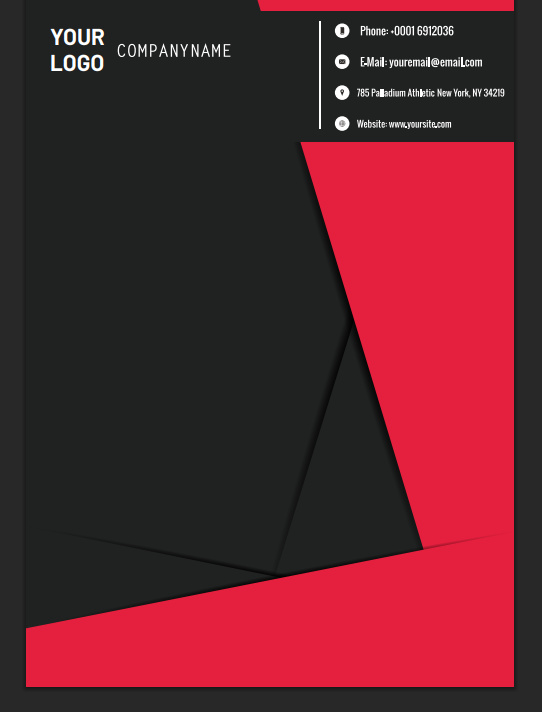 YOUR
LOGO
COMPANYNAME
Phone: +0001 6912036
E-Mail: youremail@email.com
785 Palladium Athletic New York, NY 34219
Website: www.yoursite.com